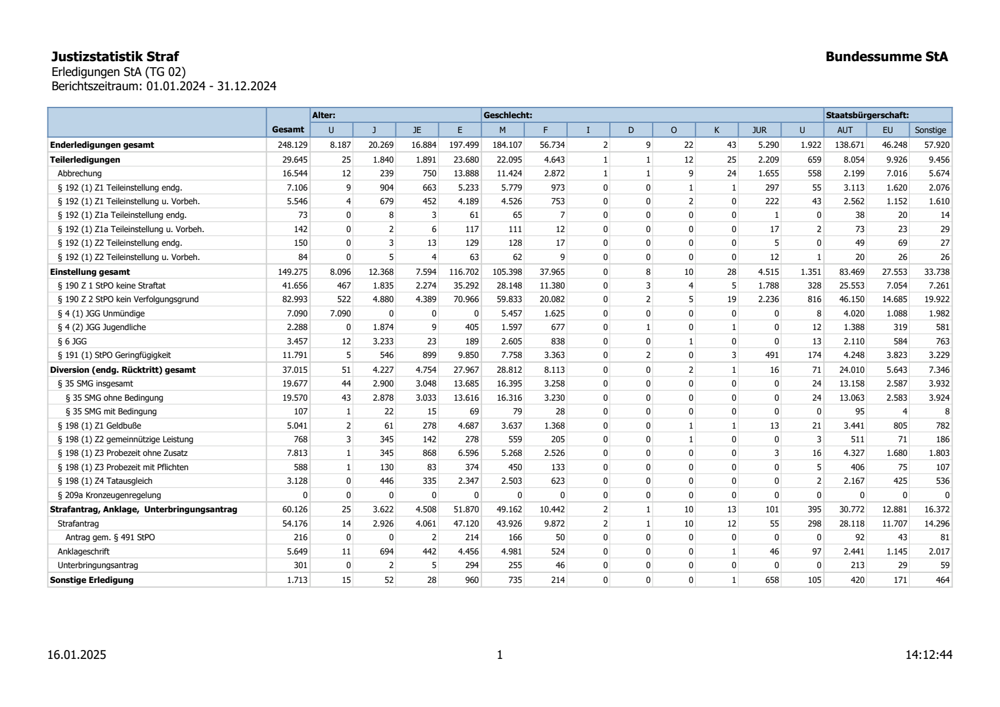 Justizstatistik Straf Bundessumme StA
Erledigungen StA (TG 02)
Berichtszeitraum: 01.01.2024 - 31.12.2024
Alter: Geschlecht: Staatsbürgerschaft:
Gesamt U J JE E M F I D O K JUR U AUT EU Sonstige
Enderledigungen gesamt 248.129 8.187 20.269 16.884 197.499 184.107 56.734 2 9 22 43 5.290 1.922 138.671 46.248 57.920
Teilerledigungen 29.645 25 1.840 1.891 23.680 22.095 4.643 1 1 12 25 2.209 659 8.054 9.926 9.456
Abbrechung 16.544 12 239 750 13.888 11.424 2.872 1 1 9 24 1.655 558 2.199 7.016 5.674
§ 192 (1) Z1 Teileinstellung endg. 7.106 9 904 663 5.233 5.779 973 0 0 1 1 297 55 3.113 1.620 2.076
§ 192 (1) Z1 Teileinstellung u. Vorbeh. 5.546 4 679 452 4.189 4.526 753 0 0 2 0 222 43 2.562 1.152 1.610
§ 192 (1) Z1a Teileinstellung endg. 73 0 8 3 61 65 7 0 0 0 0 1 0 38 20 14
§ 192 (1) Z1a Teileinstellung u. Vorbeh. 142 0 2 6 117 111 12 0 0 0 0 17 2 73 23 29
§ 192 (1) Z2 Teileinstellung endg. 150 0 3 13 129 128 17 0 0 0 0 5 0 49 69 27
§ 192 (1) Z2 Teileinstellung u. Vorbeh. 84 0 5 4 63 62 9 0 0 0 0 12 1 20 26 26
Einstellung gesamt 149.275 8.096 12.368 7.594 116.702 105.398 37.965 0 8 10 28 4.515 1.351 83.469 27.553 33.738
§ 190 Z 1 StPO keine Straftat 41.656 467 1.835 2.274 35.292 28.148 11.380 0 3 4 5 1.788 328 25.553 7.054 7.261
§ 190 Z 2 StPO kein Verfolgungsgrund 82.993 522 4.880 4.389 70.966 59.833 20.082 0 2 5 19 2.236 816 46.150 14.685 19.922
§ 4 (1) JGG Unmündige 7.090 7.090 0 0 0 5.457 1.625 0 0 0 0 0 8 4.020 1.088 1.982
§ 4 (2) JGG Jugendliche 2.288 0 1.874 9 405 1.597 677 0 1 0 1 0 12 1.388 319 581
§ 6 JGG 3.457 12 3.233 23 189 2.605 838 0 0 1 0 0 13 2.110 584 763
§ 191 (1) StPO Geringfügigkeit 11.791 5 546 899 9.850 7.758 3.363 0 2 0 3 491 174 4.248 3.823 3.229
Diversion (endg. Rücktritt) gesamt 37.015 51 4.227 4.754 27.967 28.812 8.113 0 0 2 1 16 71 24.010 5.643 7.346
§ 35 SMG insgesamt 19.677 44 2.900 3.048 13.685 16.395 3.258 0 0 0 0 0 24 13.158 2.587 3.932
§ 35 SMG ohne Bedingung 19.570 43 2.878 3.033 13.616 16.316 3.230 0 0 0 0 0 24 13.063 2.583 3.924
§ 35 SMG mit Bedingung 107 1 22 15 69 79 28 0 0 0 0 0 0 95 4 8
§ 198 (1) Z1 Geldbuße 5.041 2 61 278 4.687 3.637 1.368 0 0 1 1 13 21 3.441 805 782
§ 198 (1) Z2 gemeinnützige Leistung 768 3 345 142 278 559 205 0 0 1 0 0 3 511 71 186
§ 198 (1) Z3 Probezeit ohne Zusatz 7.813 1 345 868 6.596 5.268 2.526 0 0 0 0 3 16 4.327 1.680 1.803
§ 198 (1) Z3 Probezeit mit Pflichten 588 1 130 83 374 450 133 0 0 0 0 0 5 406 75 107
§ 198 (1) Z4 Tatausgleich 3.128 0 446 335 2.347 2.503 623 0 0 0 0 0 2 2.167 425 536
§ 209a Kronzeugenregelung 0 0 0 0 0 0 0 0 0 0 0 0 0 0 0 0
Strafantrag, Anklage, Unterbringungsantrag 60.126 25 3.622 4.508 51.870 49.162 10.442 2 1 10 13 101 395 30.772 12.881 16.372
Strafantrag 54.176 14 2.926 4.061 47.120 43.926 9.872 2 1 10 12 55 298 28.118 11.707 14.296
Antrag gem. § 491 StPO 216 0 0 2 214 166 50 0 0 0 0 0 0 92 43 81
Anklageschrift 5.649 11 694 442 4.456 4.981 524 0 0 0 1 46 97 2.441 1.145 2.017
Unterbringungsantrag 301 0 2 5 294 255 46 0 0 0 0 0 0 213 29 59
Sonstige Erledigung 1.713 15 52 28 960 735 214 0 0 0 1 658 105 420 171 464
16.01.2025 1 14:12:44